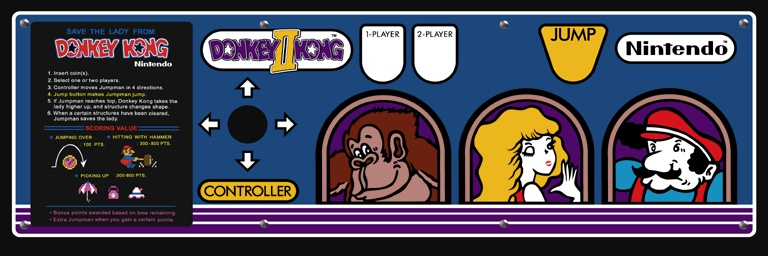 SAVE THE LADY FROM
DONKEY KONG
Nintendo
1. Insert coin(s).
2. Select one or two players.
3. Controller moves Jumpman in 4 directions.
4. Jump button makes Jumpman jump.
5. If Jumpman reaches top, Donkey Kong takes the
lady higher up, and structure changes shape.
6. When a certain structures have been cleared,
Jumpman saves the lady.
SCORING VALUE
★ JUMPING OVER
100 PTS.
★ HITTING WITH HAMMER
:300-800 PTS.
★ PICKING UP :300-800 PTS.
• Bonus points awarded based on time remaining.
• Extra Jumpman when you gain a certain points.
DONKEY II KONG™
CONTROLLER
1-PLAYER
2-PLAYER
JUMP
Nintendo®